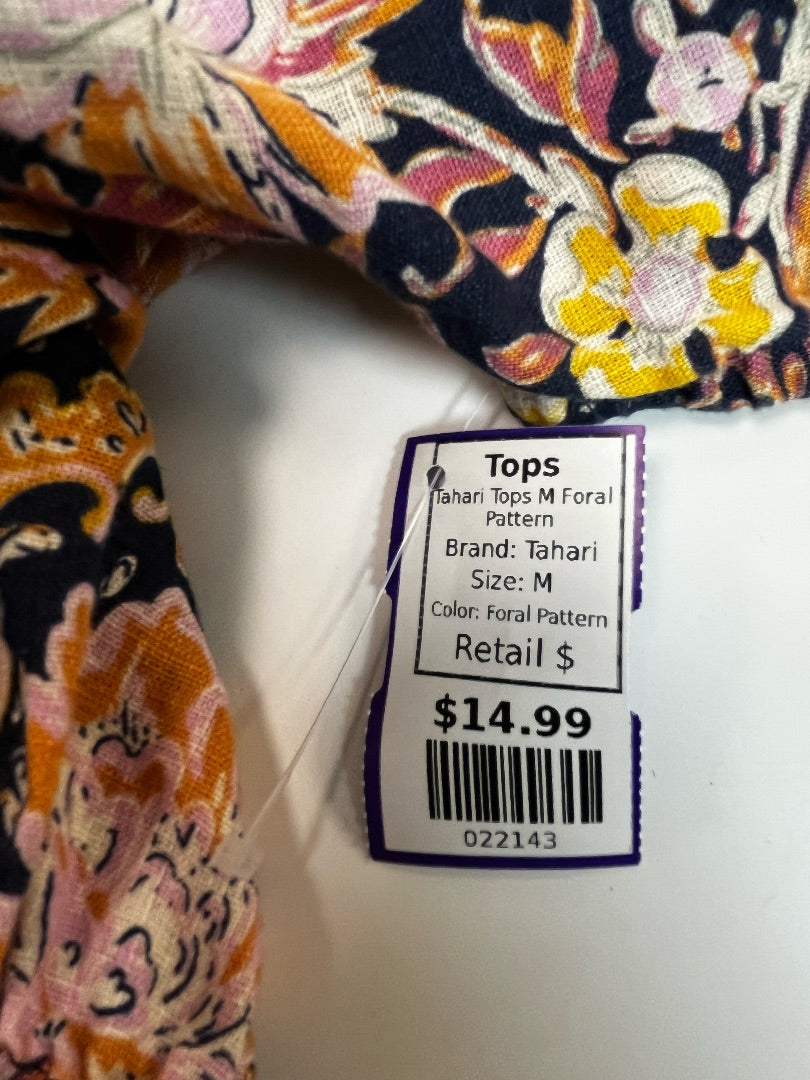 Tops
Tahari Tops M Foral
Pattern
Brand: Tahari
Size: M
Color: Foral Pattern
Retail $
$14.99
022143